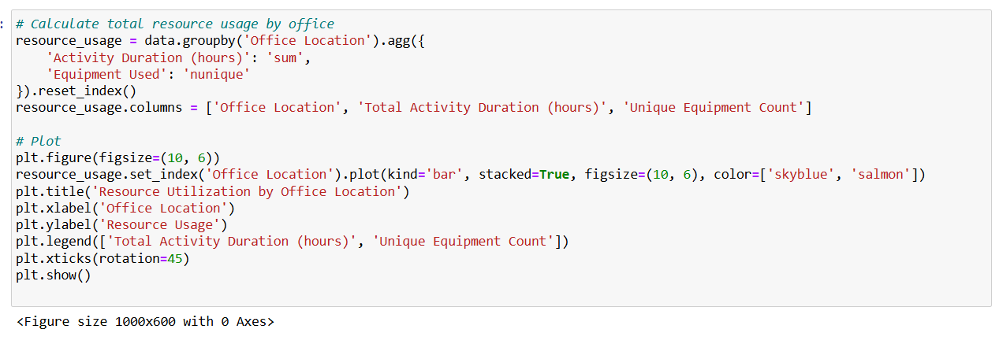 :
# Calculate total resource usage by office
resource_usage = data.groupby('Office Location').agg({
    'Activity Duration (hours)': 'sum',
    'Equipment Used': 'nunique'
}).reset_index()
resource_usage.columns = ['Office Location', 'Total Activity Duration (hours)', 'Unique Equipment Count']

# Plot
plt.figure(figsize=(10, 6))
resource_usage.set_index('Office Location').plot(kind='bar', stacked=True, figsize=(10, 6), color=['skyblue', 'salmon'])
plt.title('Resource Utilization by Office Location')
plt.xlabel('Office Location')
plt.ylabel('Resource Usage')
plt.legend(['Total Activity Duration (hours)', 'Unique Equipment Count'])
plt.xticks(rotation=45)
plt.show()

<Figure size 1000x600 with 0 Axes>